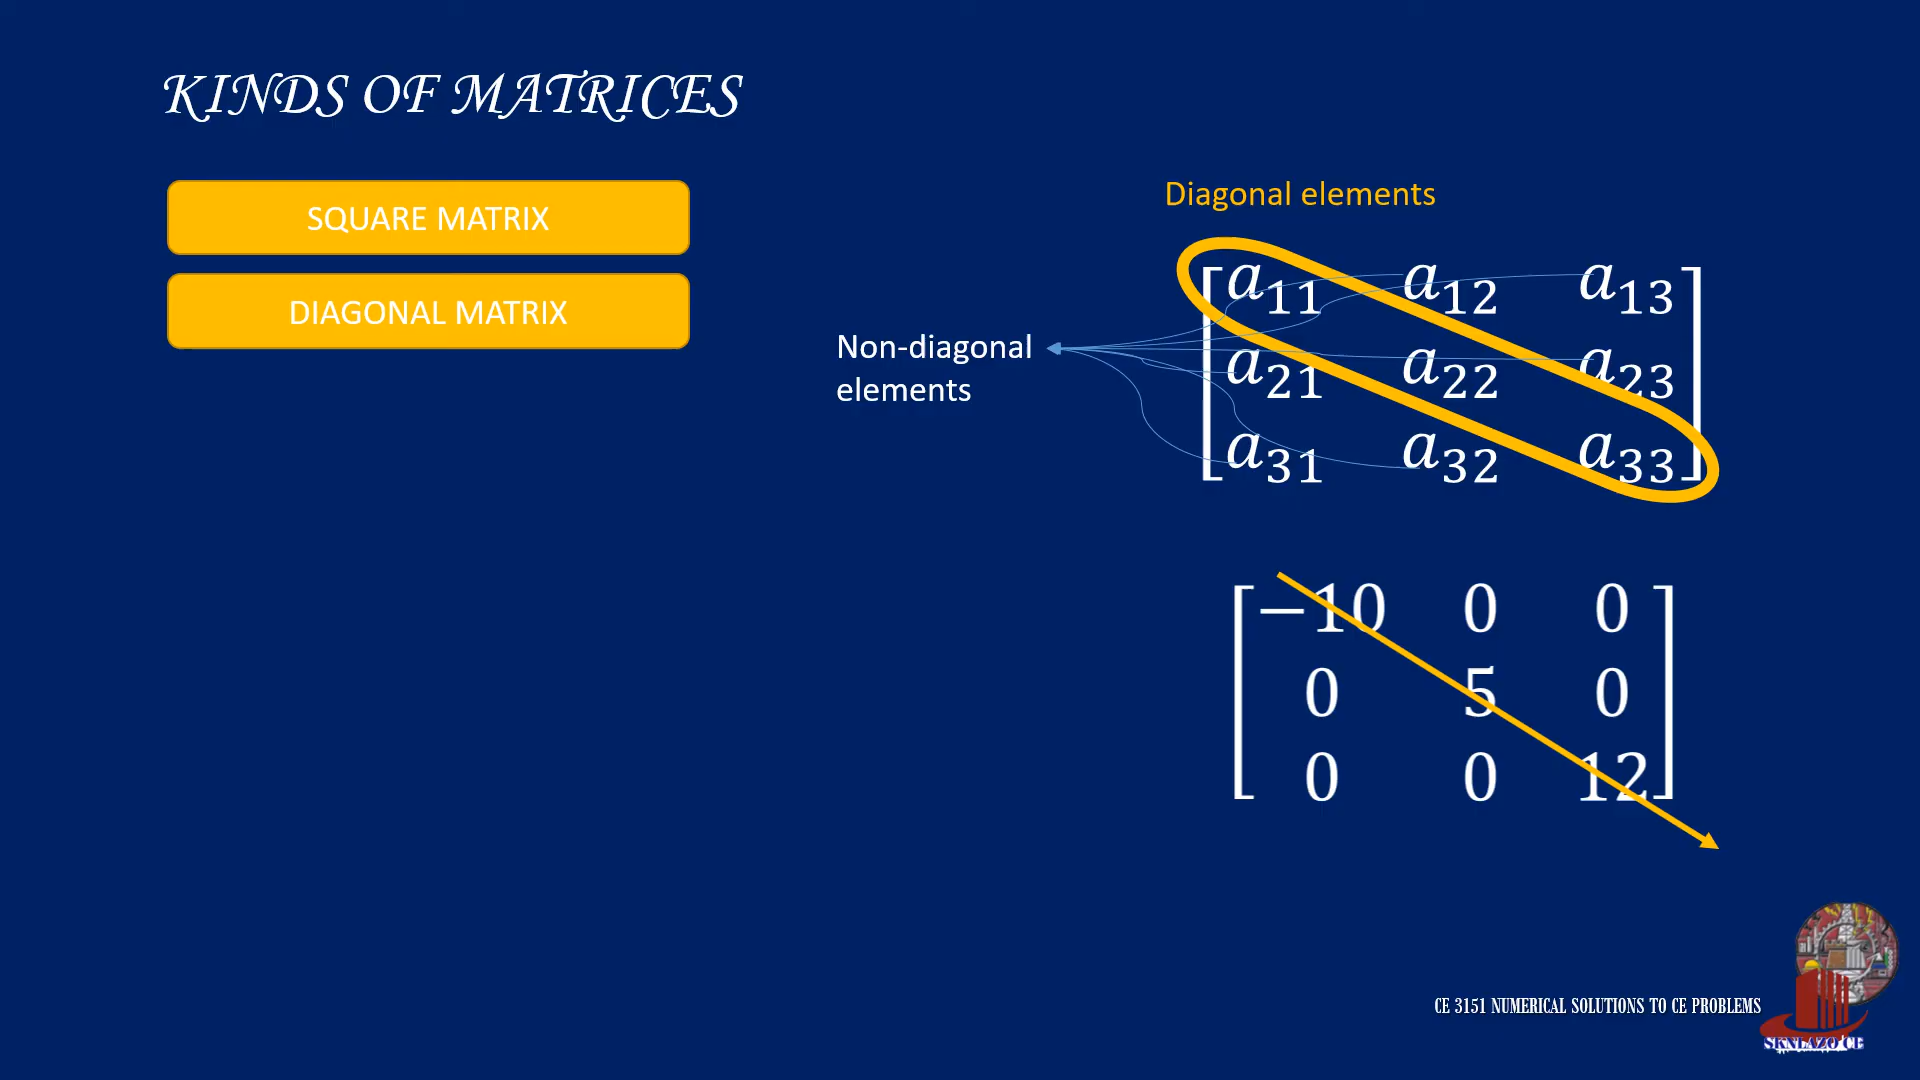 KINDS OF MATRICES
SQUARE MATRIX
DIAGONAL MATRIX
Diagonal elements
Non-diagonal
elements
a11 a12 a13
a21 a22 a23
a31 a32 a33
−10 0 0
0 5 0
0 0 12
CE 3151 NUMERICAL SOLUTIONS TO CE PROBLEMS